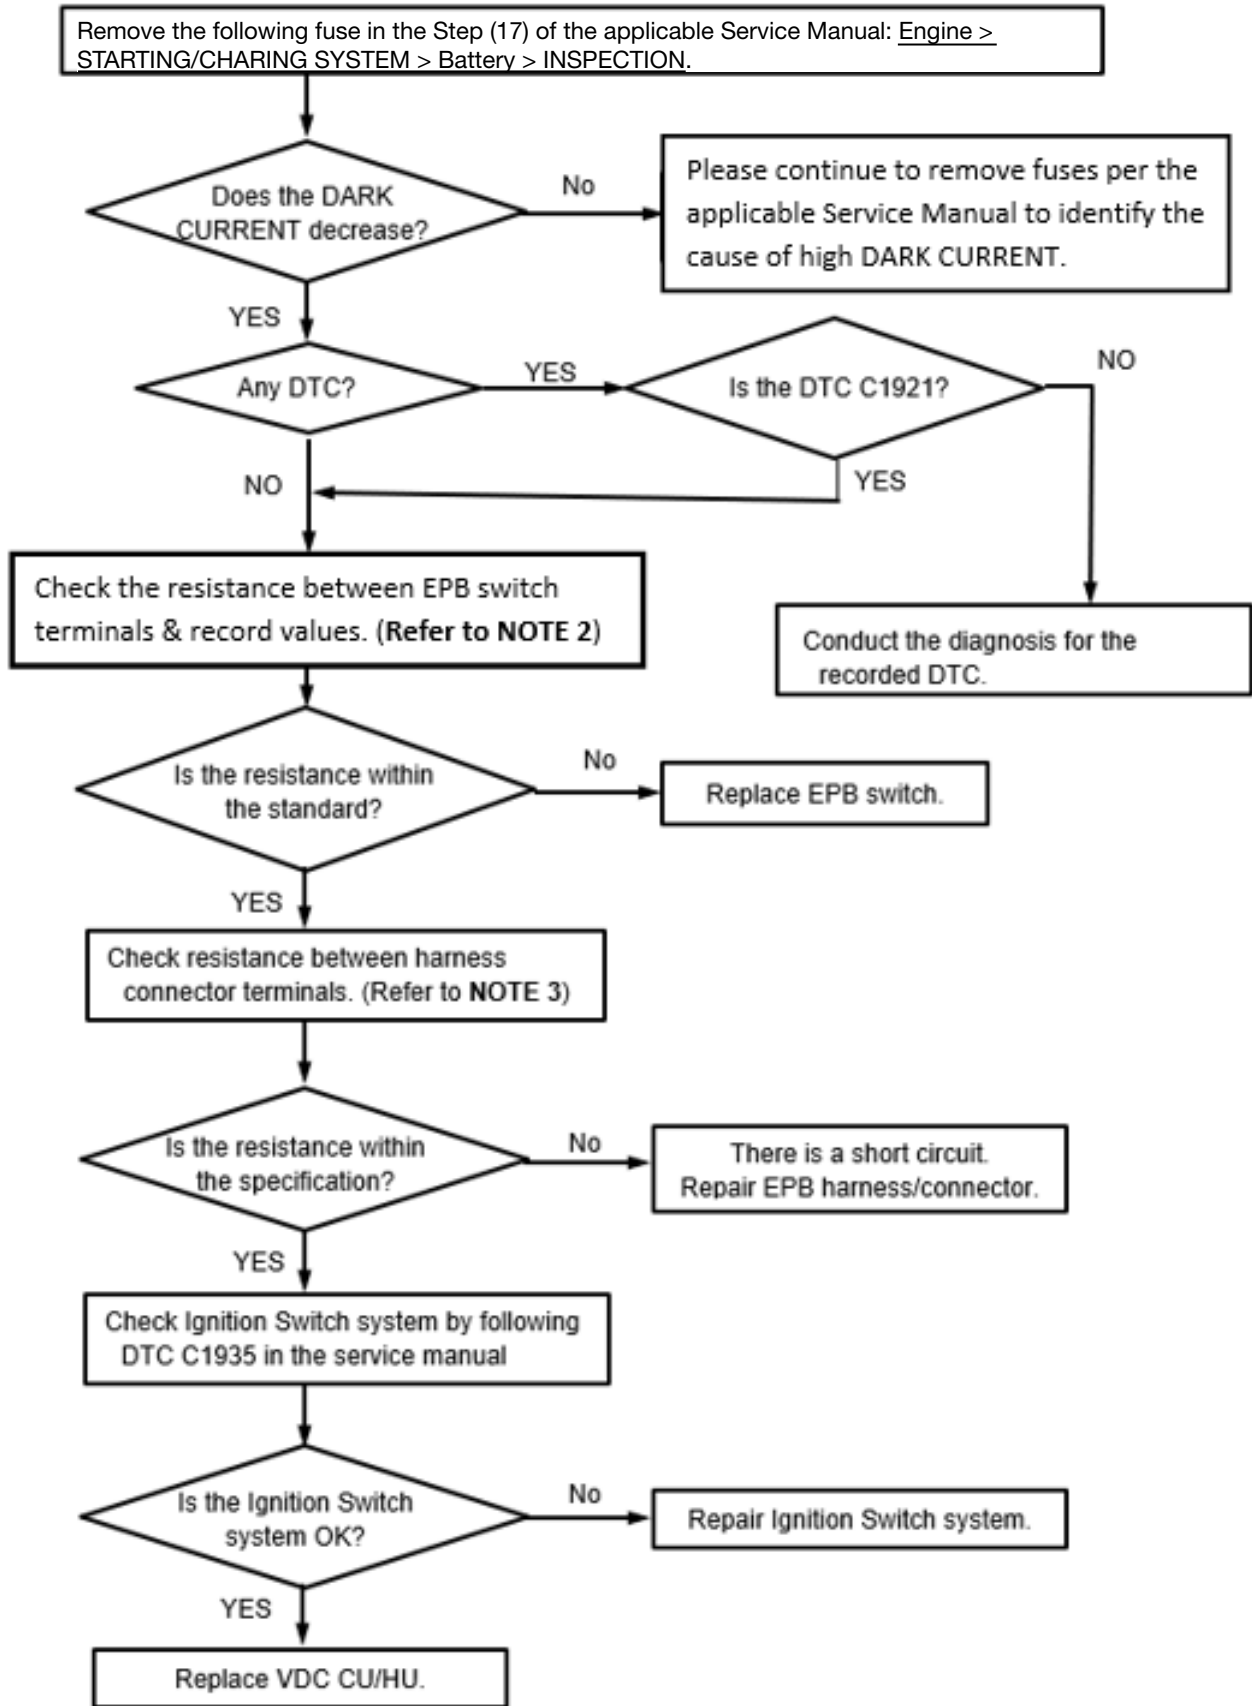 Remove the following fuse in the Step (17) of the applicable Service Manual: Engine >
STARTING/CHARING SYSTEM > Battery > INSPECTION.
Does the DARK
CURRENT decrease?
No
Please continue to remove fuses per the
applicable Service Manual to identify the
cause of high DARK CURRENT.
YES
Any DTC?
YES
Is the DTC C1921?
NO
YES
NO
Check the resistance between EPB switch
terminals & record values. (Refer to NOTE 2)
Conduct the diagnosis for the
recorded DTC.
Is the resistance within
the standard?
No
Replace EPB switch.
YES
Check resistance between harness
connector terminals. (Refer to NOTE 3)
Is the resistance within
the specification?
No
There is a short circuit.
Repair EPB harness/connector.
YES
Check Ignition Switch system by following
DTC C1935 in the service manual
Is the Ignition Switch
system OK?
No
Repair Ignition Switch system.
YES
Replace VDC CU/HU.